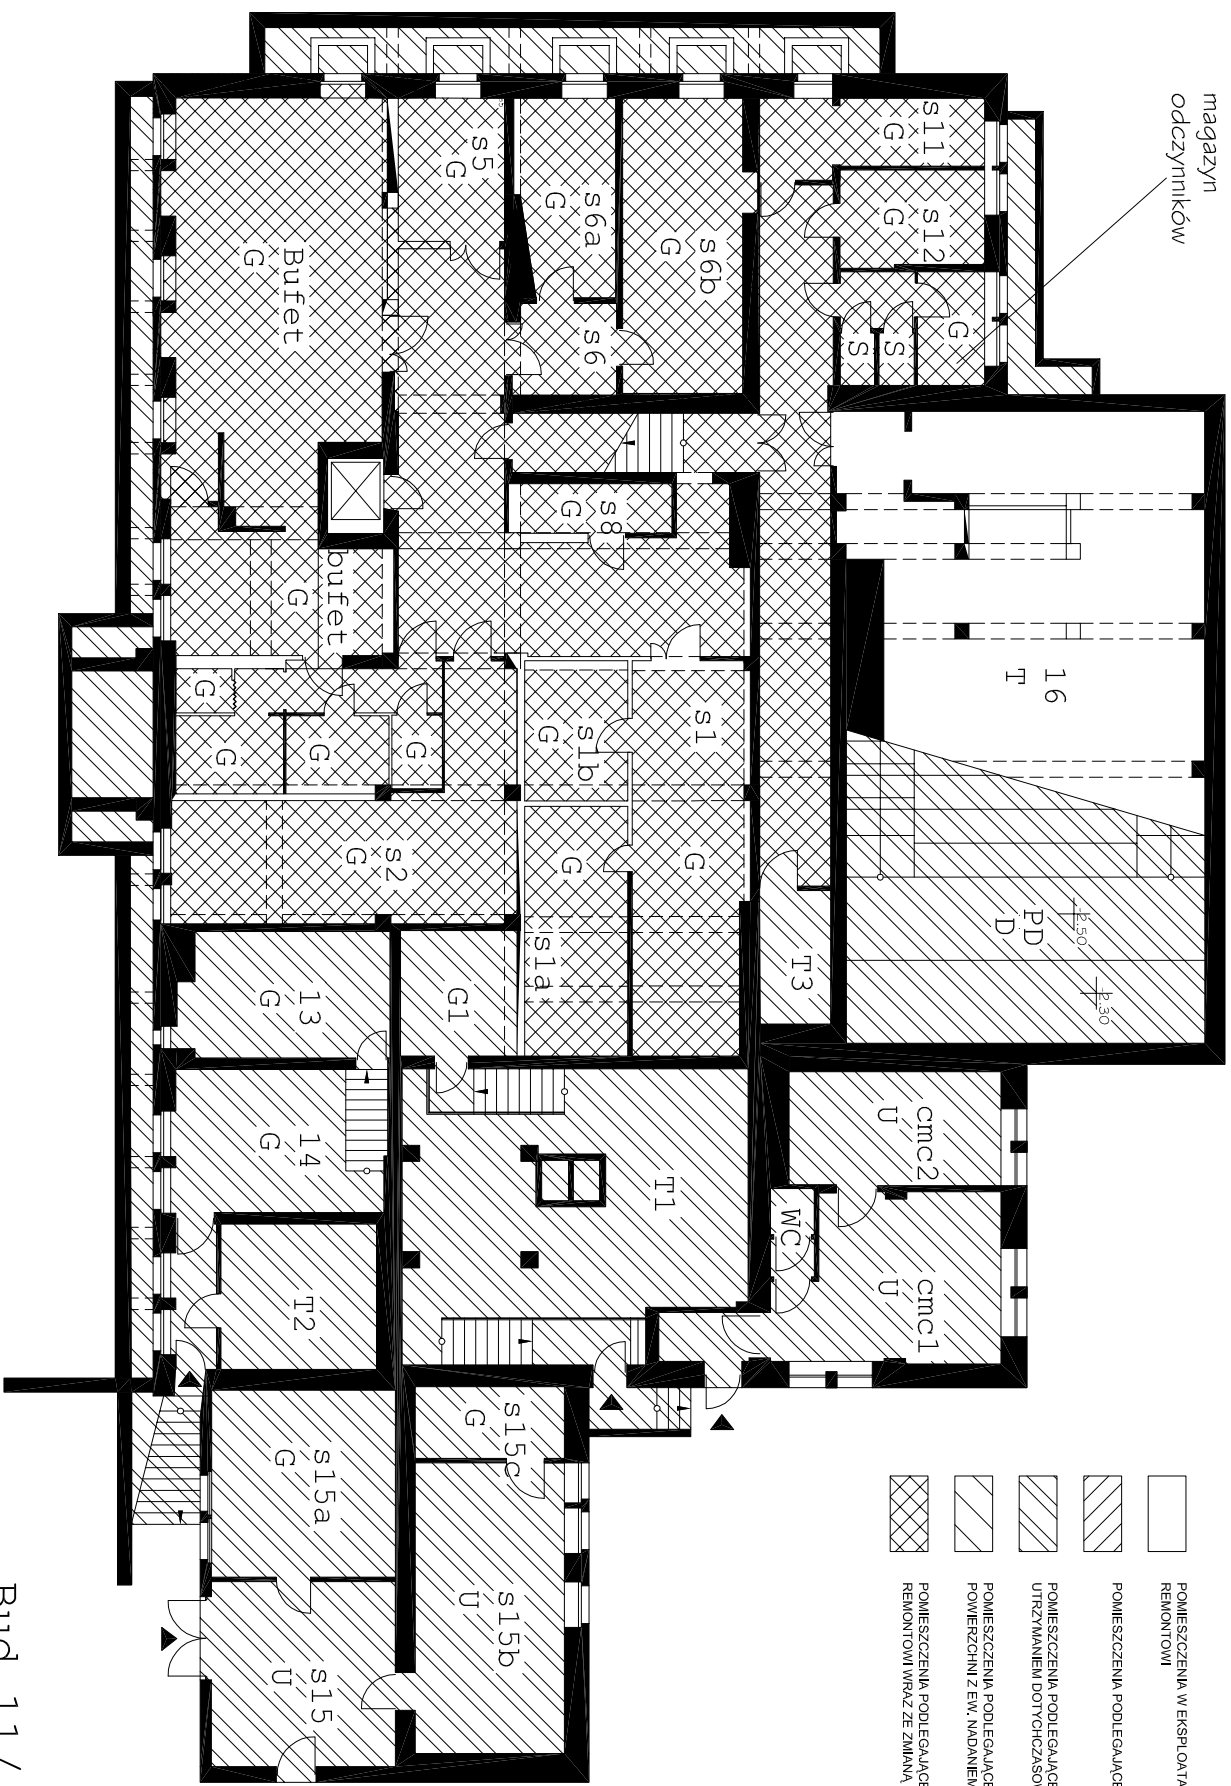 magazyn
odczynników
s11
G
s12
G
G
S
S
s6b
G
s6a
G
s6
s5
G
Bufet
G
s8
G
bufet
G
16
T
s1
G
s1b
G
G
s1a
G
G
G
G
s2
G
PD
D
-2.50
-2.30
T3
13
G
G1
14
G
T1
T2
cmc2
U
WC
cmc1
U
s15c
G
s15a
G
s15b
U
s15
U
POMIESZCZENIA W EKSPLOATA
REMONTOWI
POMIESZCZENIA PODLEGAJĄCE
POMIESZCZENIA PODLEGAJĄCE
UTRZYMANIEM DOTYCHCZASO
POMIESZCZENIA PODLEGAJĄCE
POWIERZCHNI Z EW. NADANIEM
POMIESZCZENIA PODLEGAJĄCE
REMONTOWI WRAZ ZE ZMIANĄ
Bud 11/